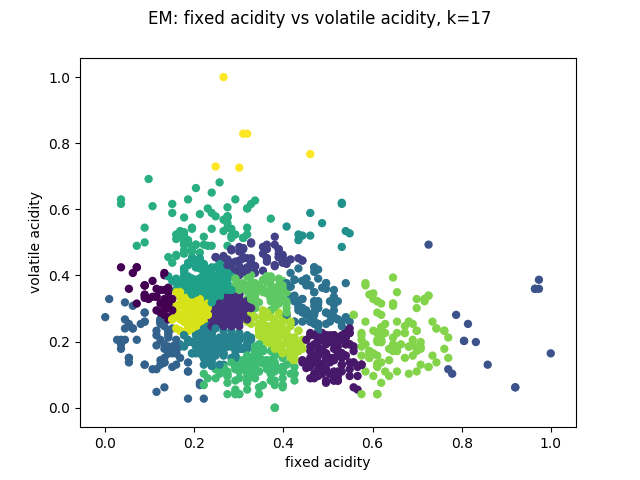 EM: fixed acidity vs volatile acidity, k=17
1.0
0.8
0.6
0.4
0.2
0.0
volatile acidity
0.0 0.2 0.4 0.6 0.8 1.0
fixed acidity